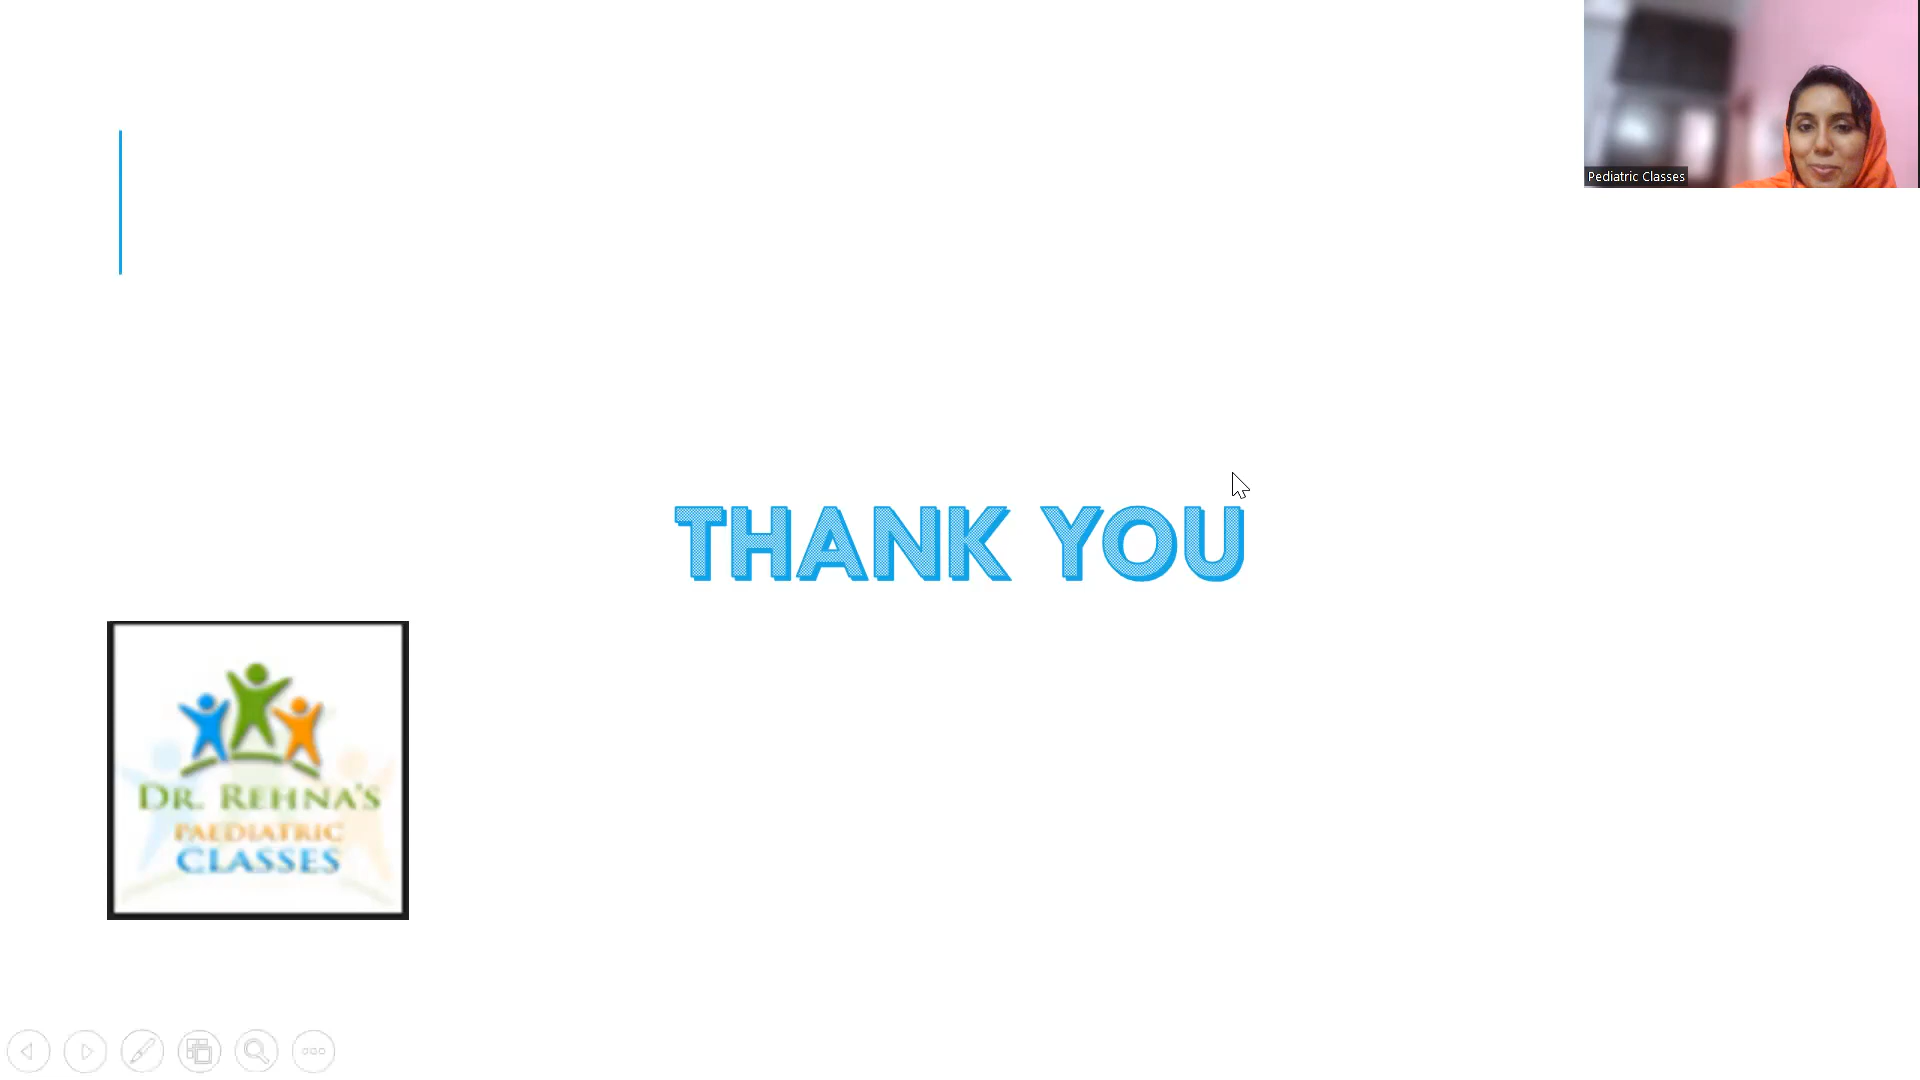 Pediatric Classes
THANK YOU
DR. REHNA'S
PAEDIATRIC
CLASSES